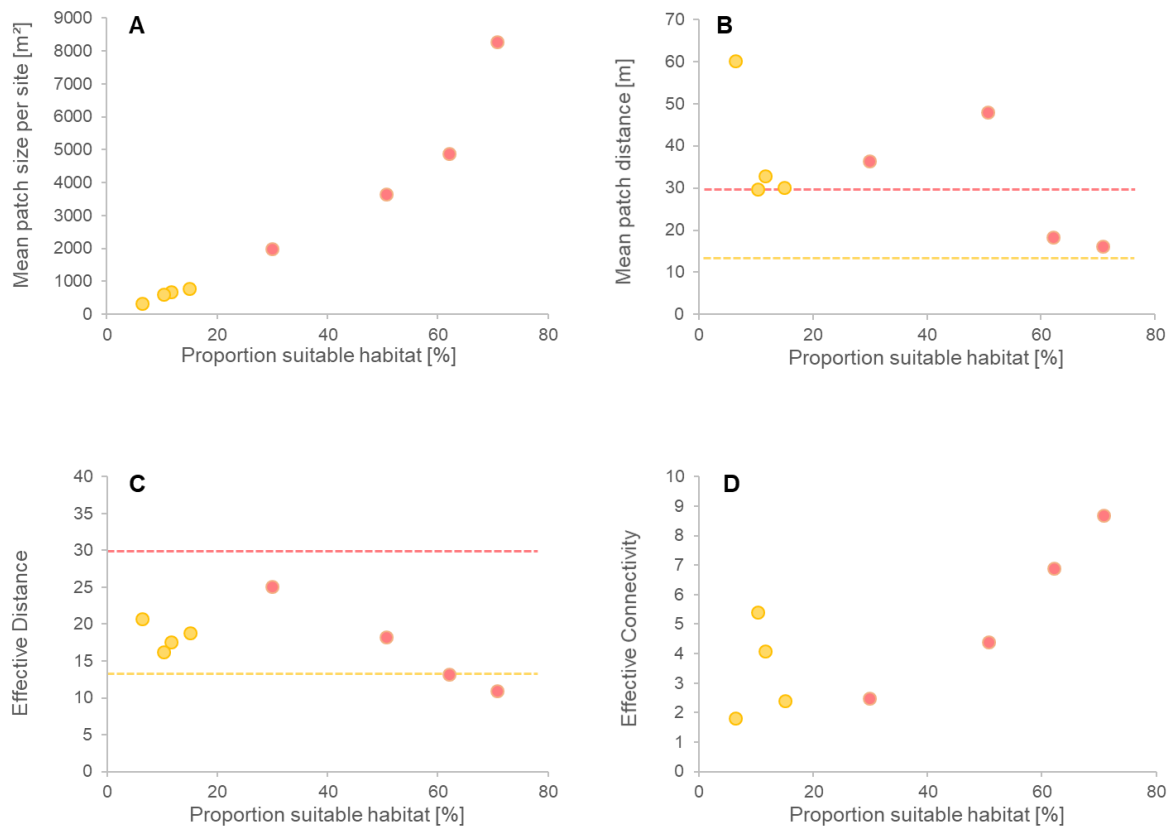 A
Mean patch size per site [m²]
9000
8000
7000
6000
5000
4000
3000
2000
1000
0
0 20 40 60 80
Proportion suitable habitat [%]
B
Mean patch distance [m]
70
60
50
40
30
20
10
0
0 20 40 60 80
Proportion suitable habitat [%]
C
Effective Distance
40
35
30
25
20
15
10
5
0
0 20 40 60 80
Proportion suitable habitat [%]
D
Effective Connectivity
10
9
8
7
6
5
4
3
2
1
0
0 20 40 60 80
Proportion suitable habitat [%]